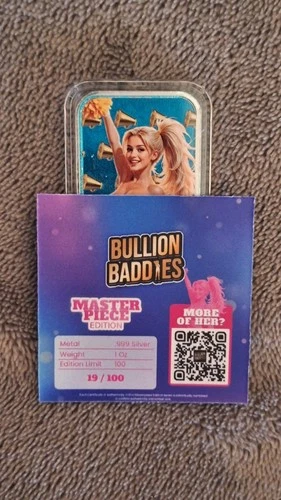 BULLION
BADDIES
MASTER
PIECE
EDITION
MORE
OF HER?
Metal .999 Silver
Weight 1 Oz
Edition Limit 100
19 / 100